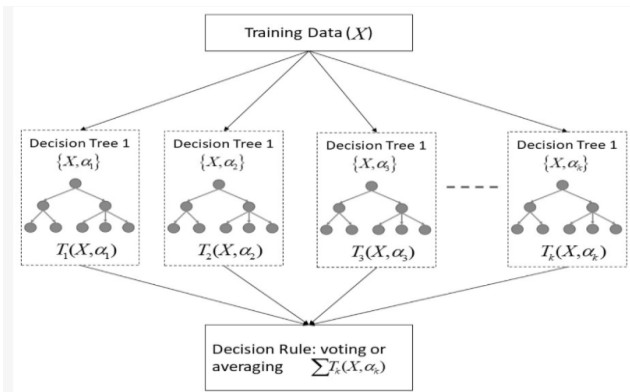 Training Data (X)
Decision Tree 1
{X,α₁}
T₁(X,α₁)
Decision Tree 1
{X,α₂}
T₂(X,α₂)
Decision Tree 1
{X,α₃}
T₃(X,α₃)
Decision Tree 1
{X,αₖ}
Tₖ(X,αₖ)
Decision Rule: voting or
averaging ∑Tₖ(X,αₖ)